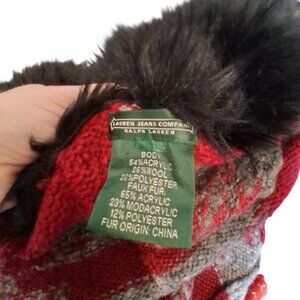 LAUREN JEANS COMPANY
RALPH LAUREN
BODY
54% ACRYLIC
26% WOOL
20% POLYESTER
FAUX FUR:
65% ACRYLIC
23% MODACRYLIC
12% POLYESTER
FUR ORIGIN: CHINA